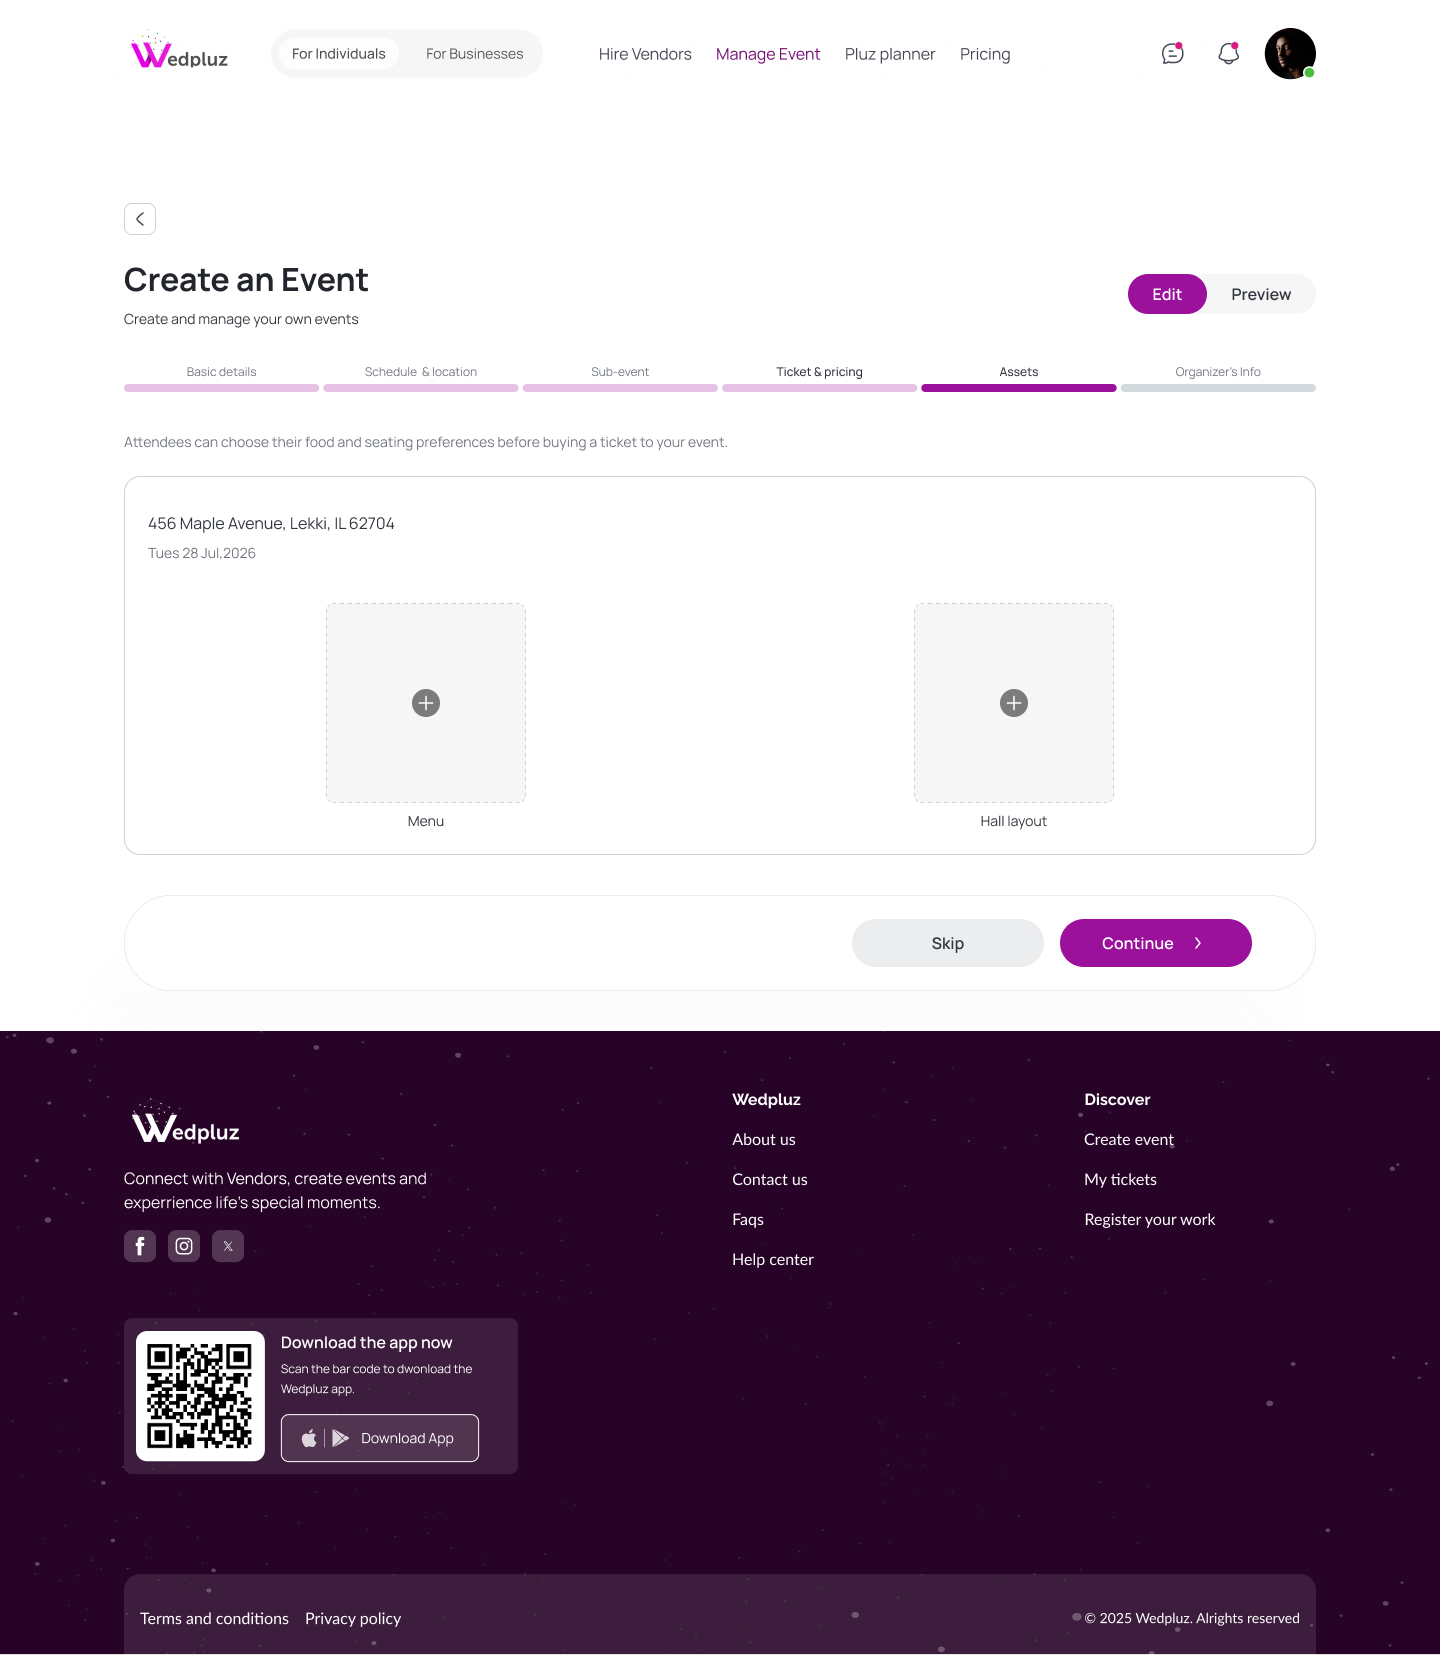 Wedpluz
For Individuals
For Businesses
Hire Vendors
Manage Event
Pluz planner
Pricing
Create an Event
Create and manage your own events
Edit
Preview
Basic details
Schedule & location
Sub-event
Ticket & pricing
Assets
Organizer's Info
Attendees can choose their food and seating preferences before buying a ticket to your event.
456 Maple Avenue, Lekki, IL 62704
Tues 28 Jul,2026
Menu
Hall layout
Skip
Continue
Wedpluz
Connect with Vendors, create events and
experrience life's special moments.
Wedpluz
About us
Contact us
Faqs
Help center
Discover
Create event
My tickets
Register your work
Download the app now
Scan the bar code to dwonload the
Wedpluz app.
Download App
Terms and conditions
Privacy policy
© 2025 Wedpluz. Alrights reserved